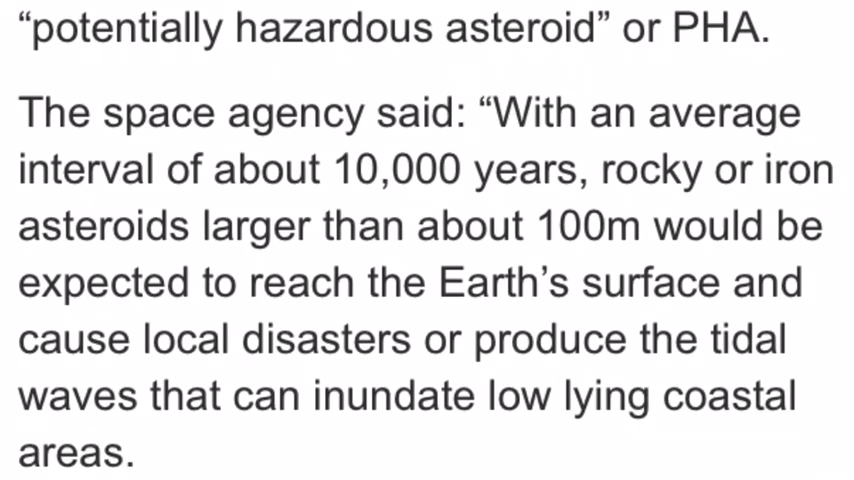 “potentially hazardous asteroid” or PHA.
The space agency said: “With an average
interval of about 10,000 years, rocky or iron
asteroids larger than about 100m would be
expected to reach the Earth’s surface and
cause local disasters or produce the tidal
waves that can inundate low lying coastal
areas.